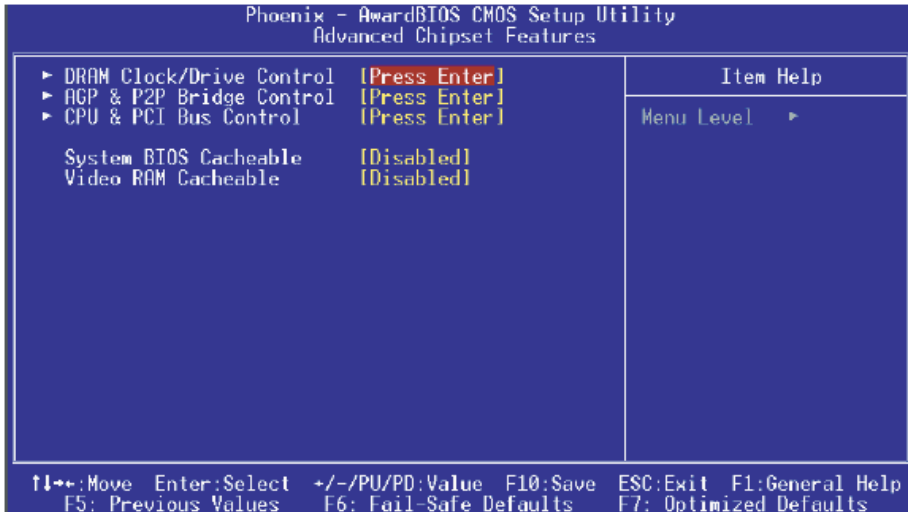 Phoenix - AwardBIOS CMOS Setup Utility
Advanced Chipset Features
► DRAM Clock/Drive Control [Press Enter]
► AGP & P2P Bridge Control [Press Enter]
► CPU & PCI Bus Control [Press Enter]
System BIOS Cacheable [Disabled]
Video RAM Cacheable [Disabled]
Item Help
Menu Level ►
↑↓→←:Move Enter:Select +/-/PU/PD:Value F10:Save ESC:Exit F1:General Help
F5: Previous Values F6: Fail-Safe Defaults F7: Optimized Defaults